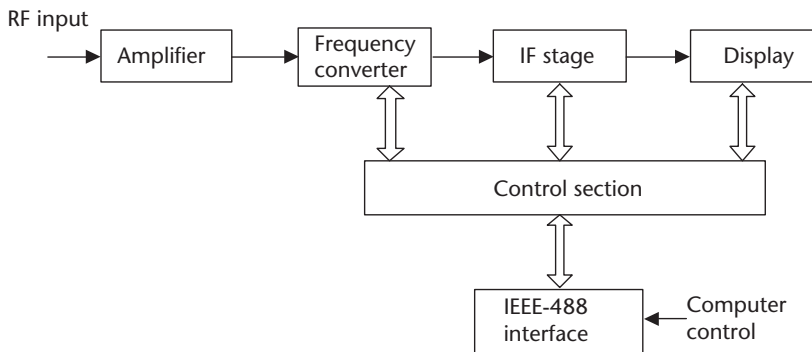 RF input
Amplifier
Frequency
converter
IF stage
Display
Control section
IEEE-488
interface
Computer
control